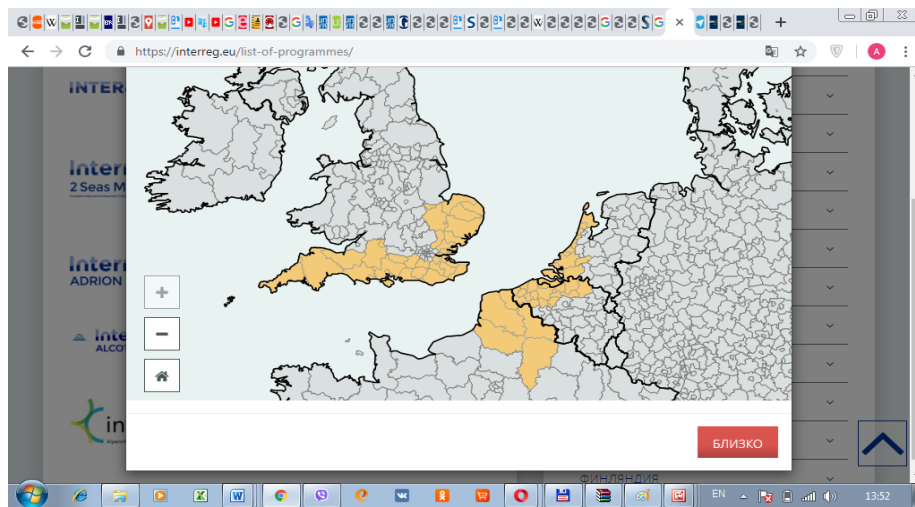 https://interreg.eu/list-of-programmes/
A
INTER
Interr
2 Seas M
Interr
ADRION
Inte
ALCOT
in
БЛИЗКО
ФИНЛЯНДИЯ
EN
13:52